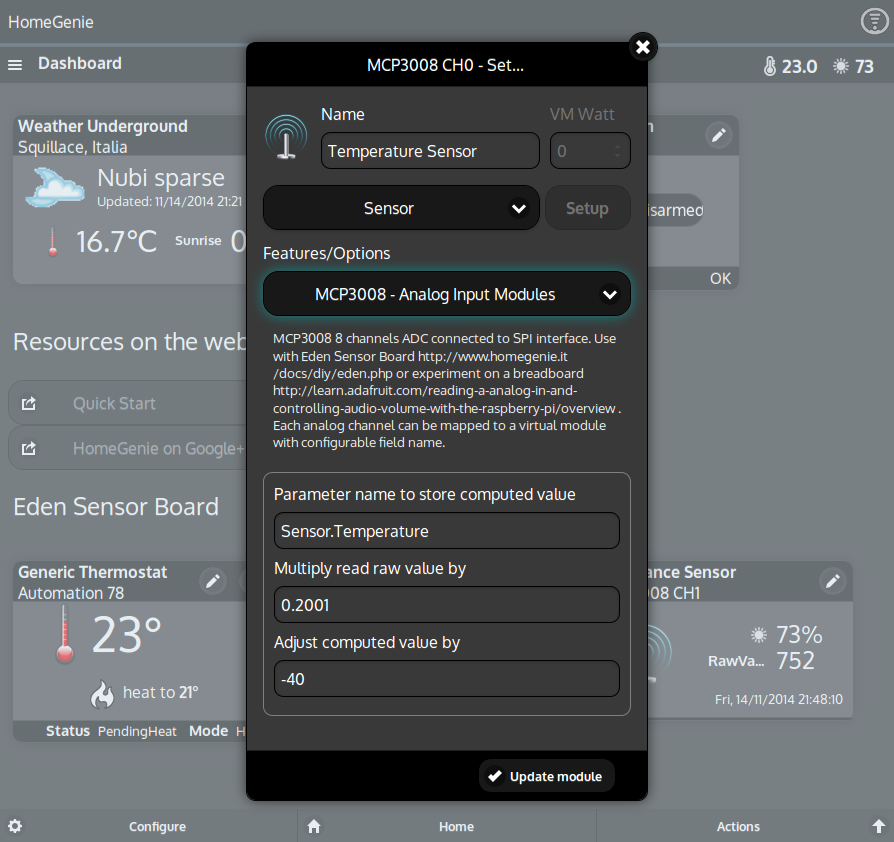 HomeGenie
Dashboard
23.0
73
Weather Underground
Squillace, Italia
Nubi sparse
Updated: 11/14/2014 21:21
16.7°C
Sunrise
0
isarmed
OK
Resources on the web
Quick Start
HomeGenie on Google+
Eden Sensor Board
Generic Thermostat
Automation 78
23°
heat to 21°
Status PendingHeat Mode H
ance Sensor
08 CH1
73%
RawVa... 752
Fri, 14/11/2014 21:48:10
MCP3008 CH0 - Set...
Name
VM Watt
Temperature Sensor
0
Sensor
Setup
Features/Options
MCP3008 - Analog Input Modules
MCP3008 8 channels ADC connected to SPI interface. Use
with Eden Sensor Board http://www.homegenie.it
/docs/diy/eden.php or experiment on a breadboard
http://learn.adafruit.com/reading-a-analog-in-and-
controlling-audio-volume-with-the-raspberry-pi/overview .
Each analog channel can be mapped to a virtual module
with configurable field name.
Parameter name to store computed value
Sensor.Temperature
Multiply read raw value by
0.2001
Adjust computed value by
-40
Update module
Configure
Home
Actions